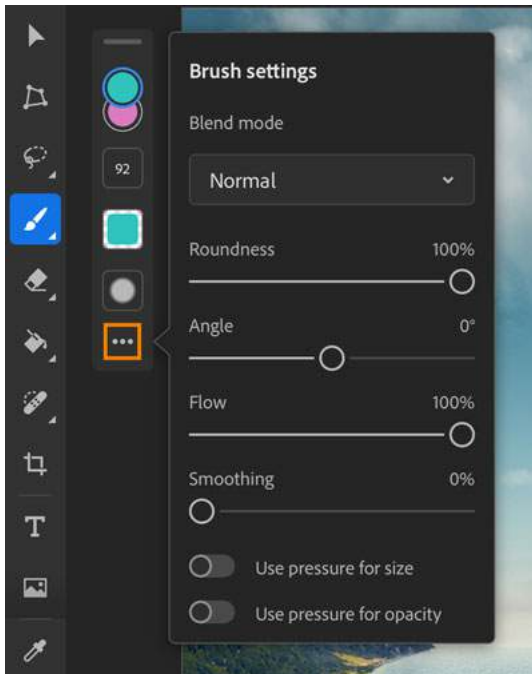 Brush settings
Blend mode
92
Normal
Roundness 100%
Angle 0°
Flow 100%
Smoothing 0%
Use pressure for size
Use pressure for opacity
T